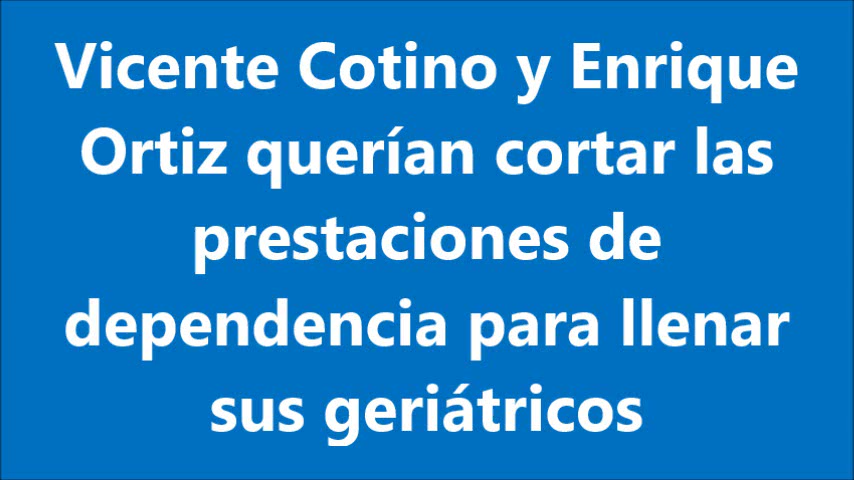 Vicente Cotino y Enrique
Ortiz querían cortar las
prestaciones de
dependencia para llenar
sus geriátricos